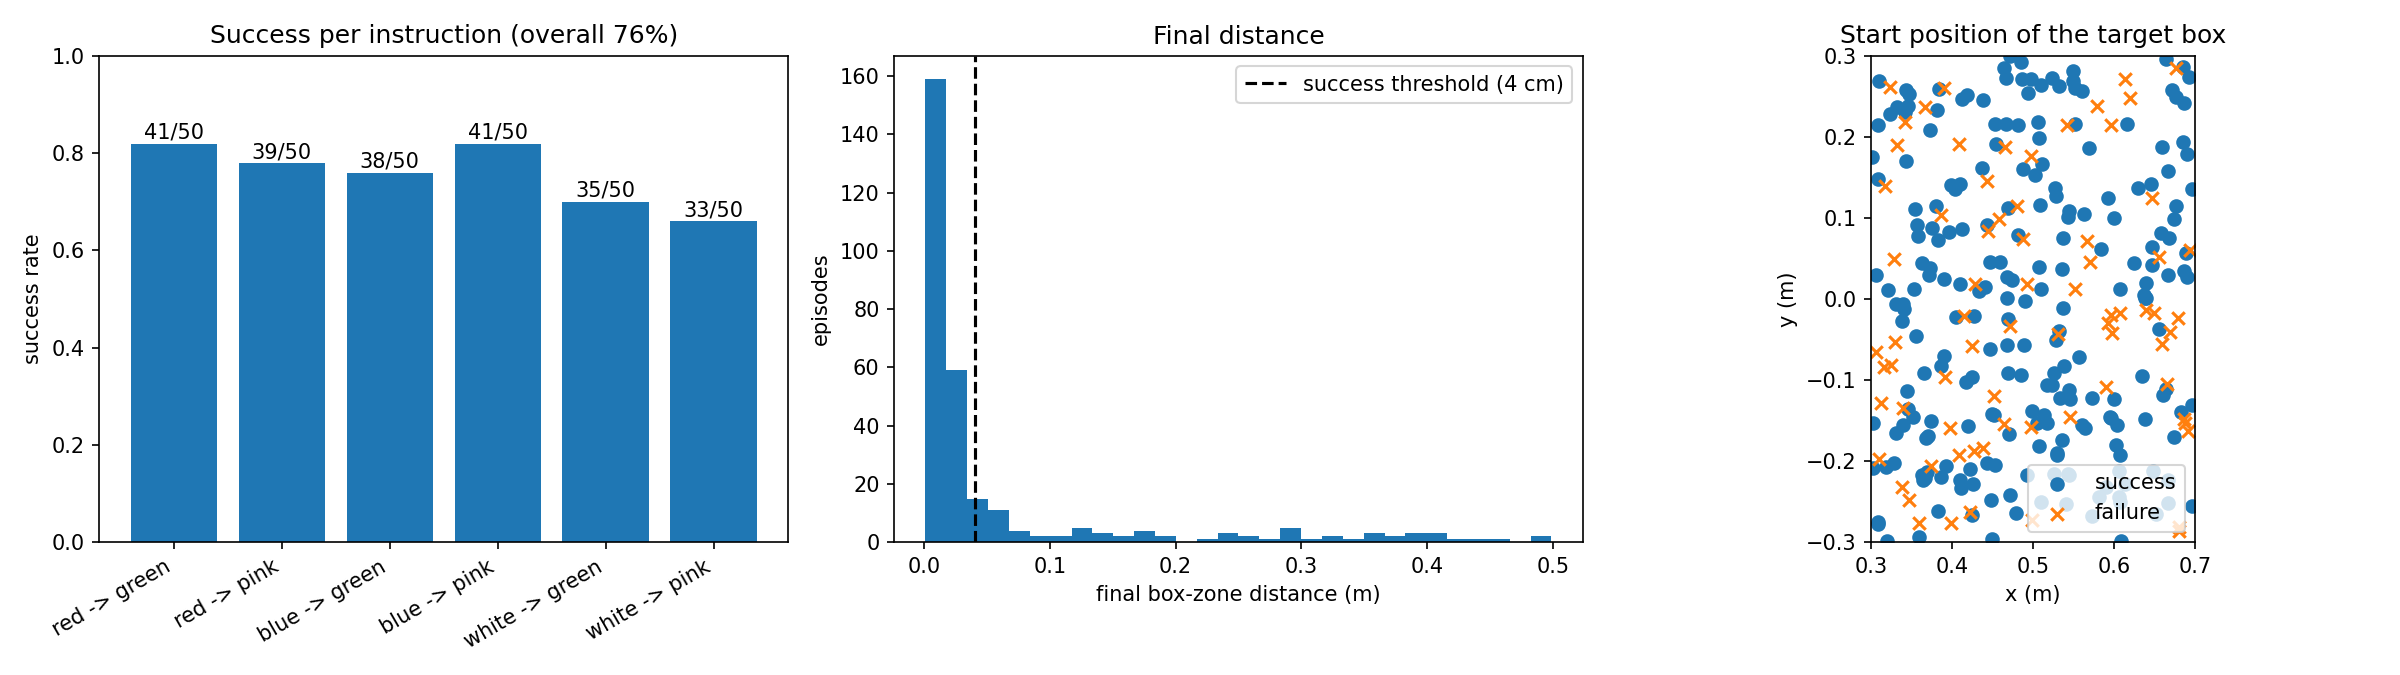 Success per instruction (overall 76%)
success rate
1.0
0.8
0.6
0.4
0.2
0.0
41/50
39/50
38/50
41/50
35/50
33/50
red -> green
red -> pink
blue -> green
blue -> pink
white -> green
white -> pink
Final distance
episodes
160
140
120
100
80
60
40
20
0
success threshold (4 cm)
0.0
0.1
0.2
0.3
0.4
0.5
final box-zone distance (m)
Start position of the target box
y (m)
0.3
0.2
0.1
0.0
−0.1
−0.2
−0.3
success
failure
0.3
0.4
0.5
0.6
0.7
x (m)